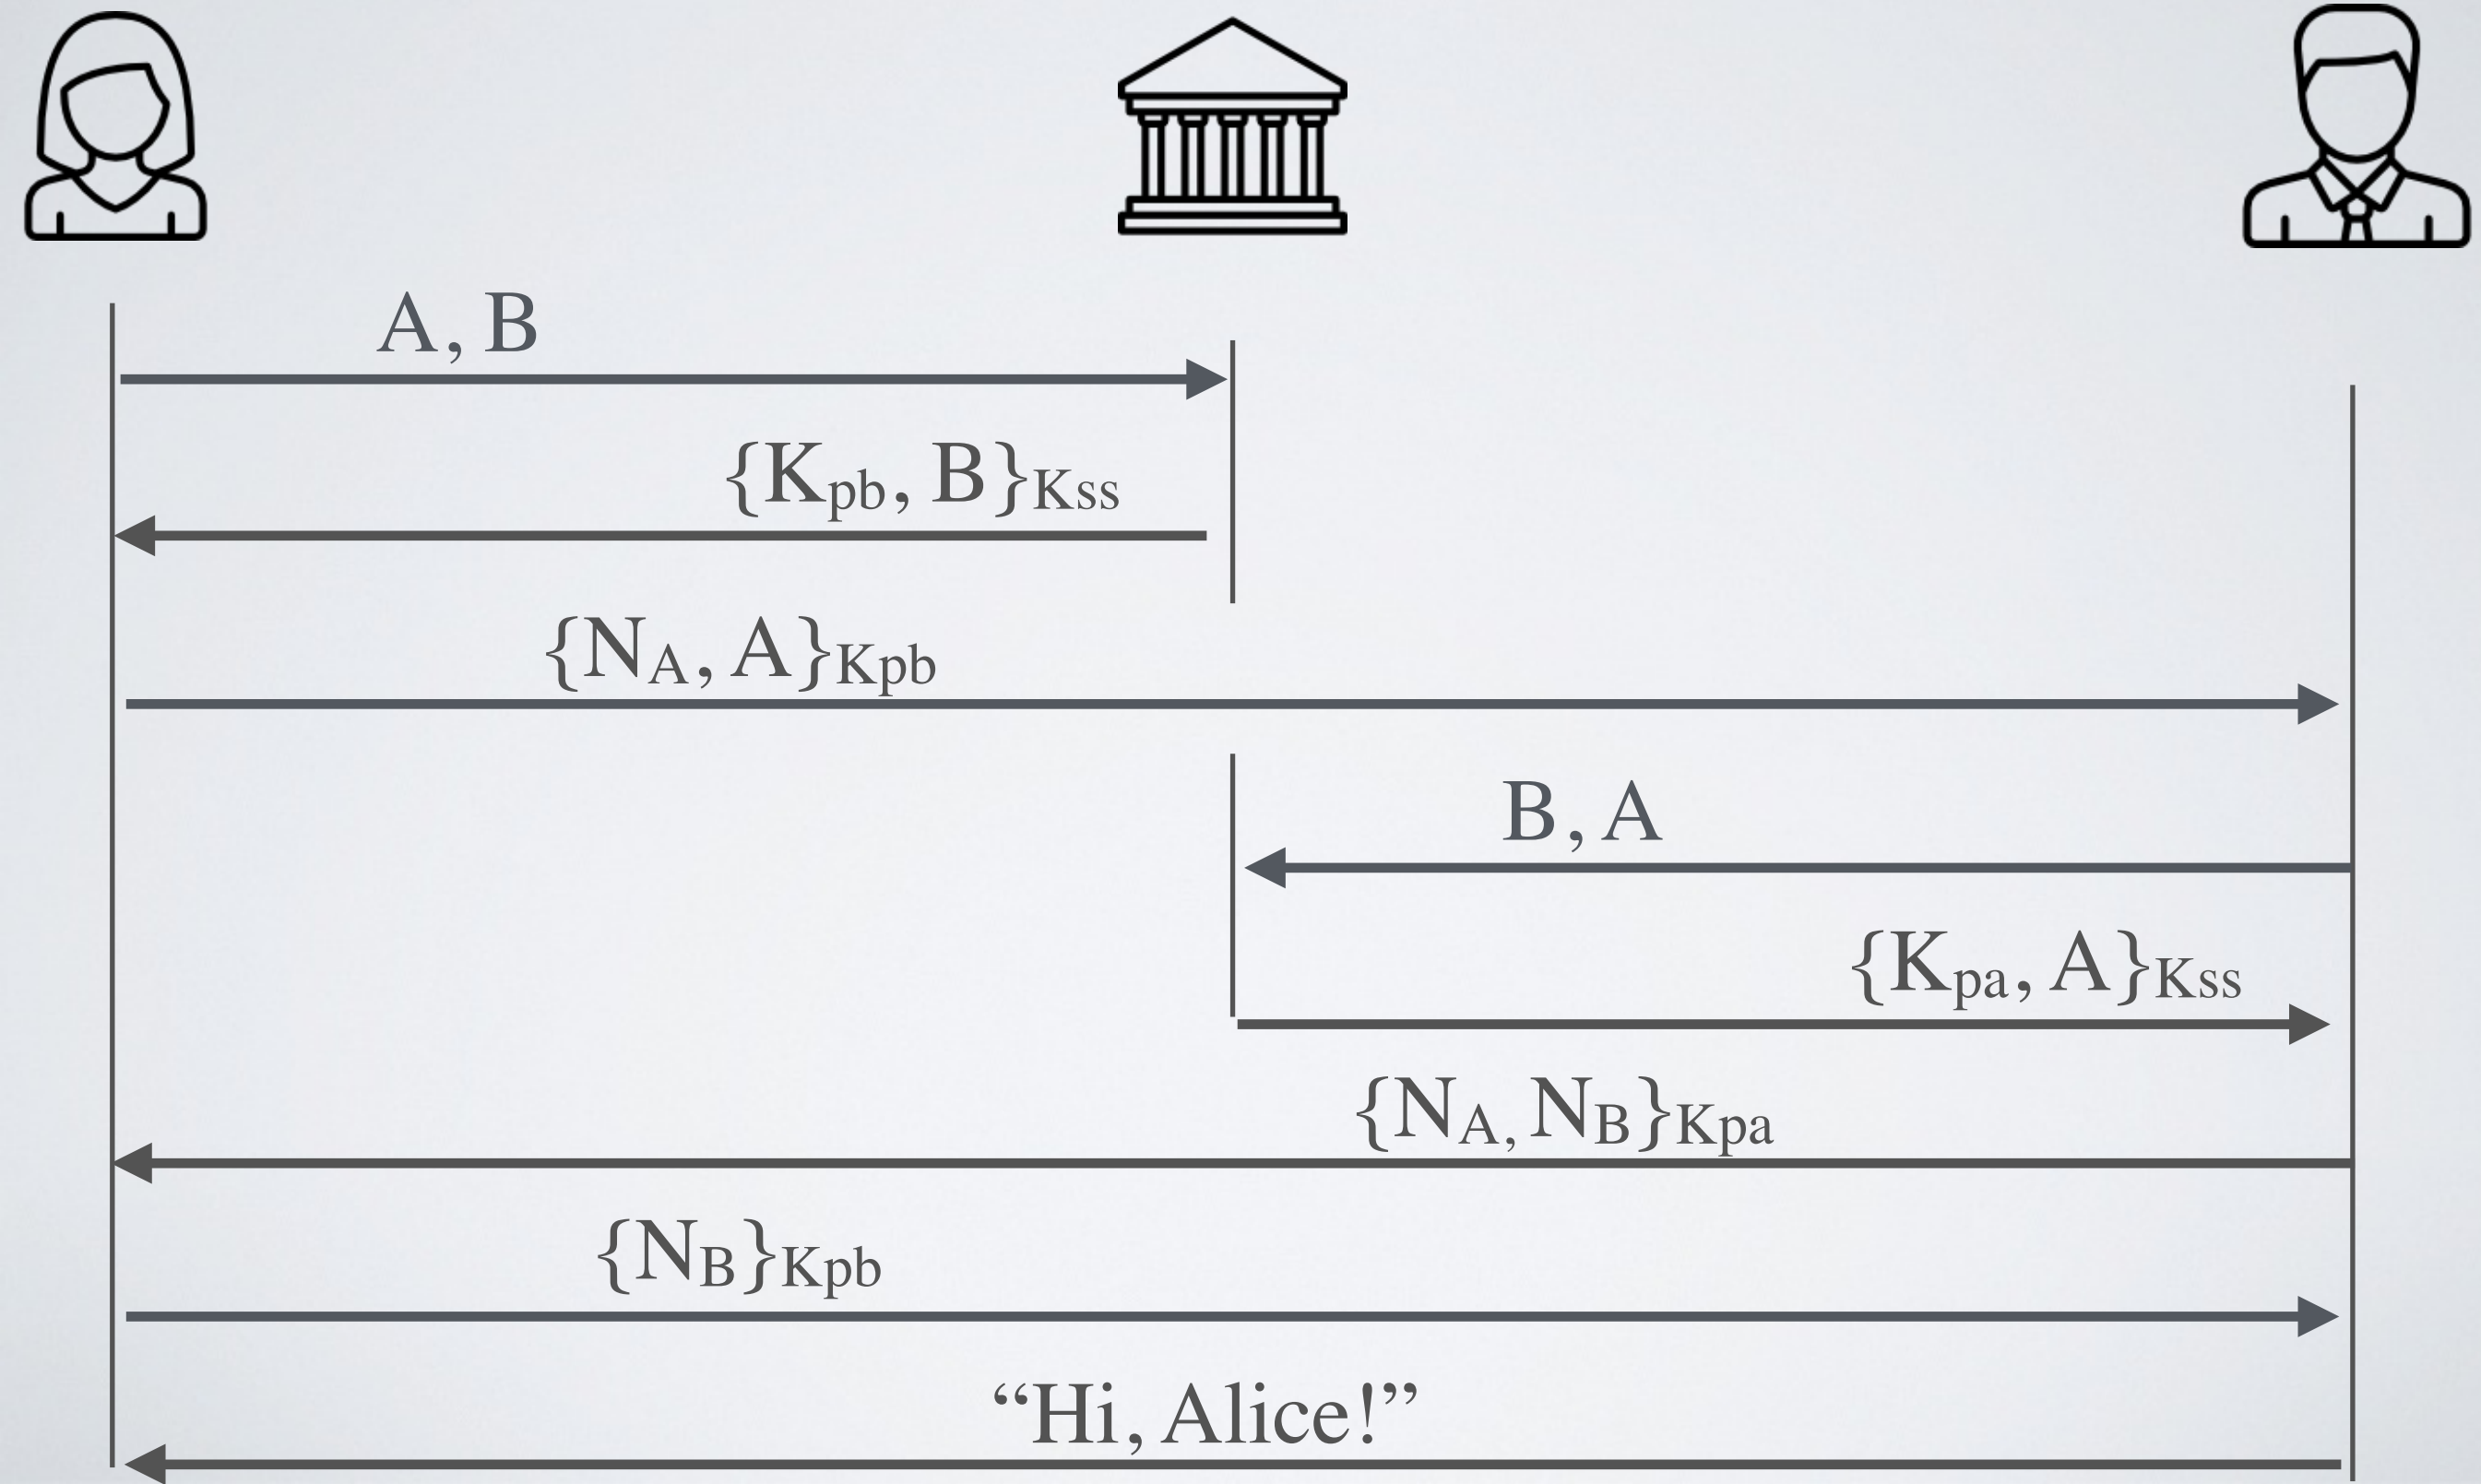 A, B
{Kpb, B}Kss
{NA, A}Kpb
B, A
{Kpa, A}Kss
{NA, NB}Kpa
{NB}Kpb
“Hi, Alice!”